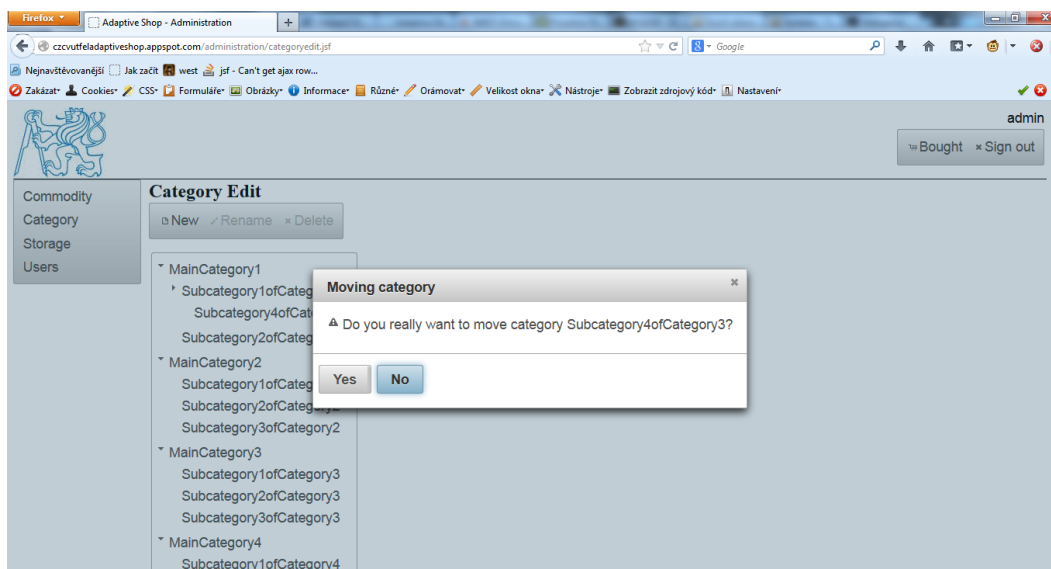 Firefox
Adaptive Shop - Administration
czcvutfeladaptiveshop.appspot.com/administration/categoryedit.jsf
Google
Nejnavštěvovanější Jak začít west jsf - Can't get ajax row...
Zakázat Cookies CSS Formuláře Obrázky Informace Různé Orámovat Velikost okna Nástroje Zobrazit zdrojový kód Nastavení
admin
Bought Sign out
Commodity
Category
Storage
Users
Category Edit
New Rename Delete
MainCategory1
Subcategory1ofCateg
Subcategory4ofCat
Subcategory2ofCateg
MainCategory2
Subcategory1ofCateg
Subcategory2ofCategory2
Subcategory3ofCategory2
MainCategory3
Subcategory1ofCategory3
Subcategory2ofCategory3
Subcategory3ofCategory3
MainCategory4
Subcategory1ofCategory4
Moving category
Do you really want to move category Subcategory4ofCategory3?
Yes No